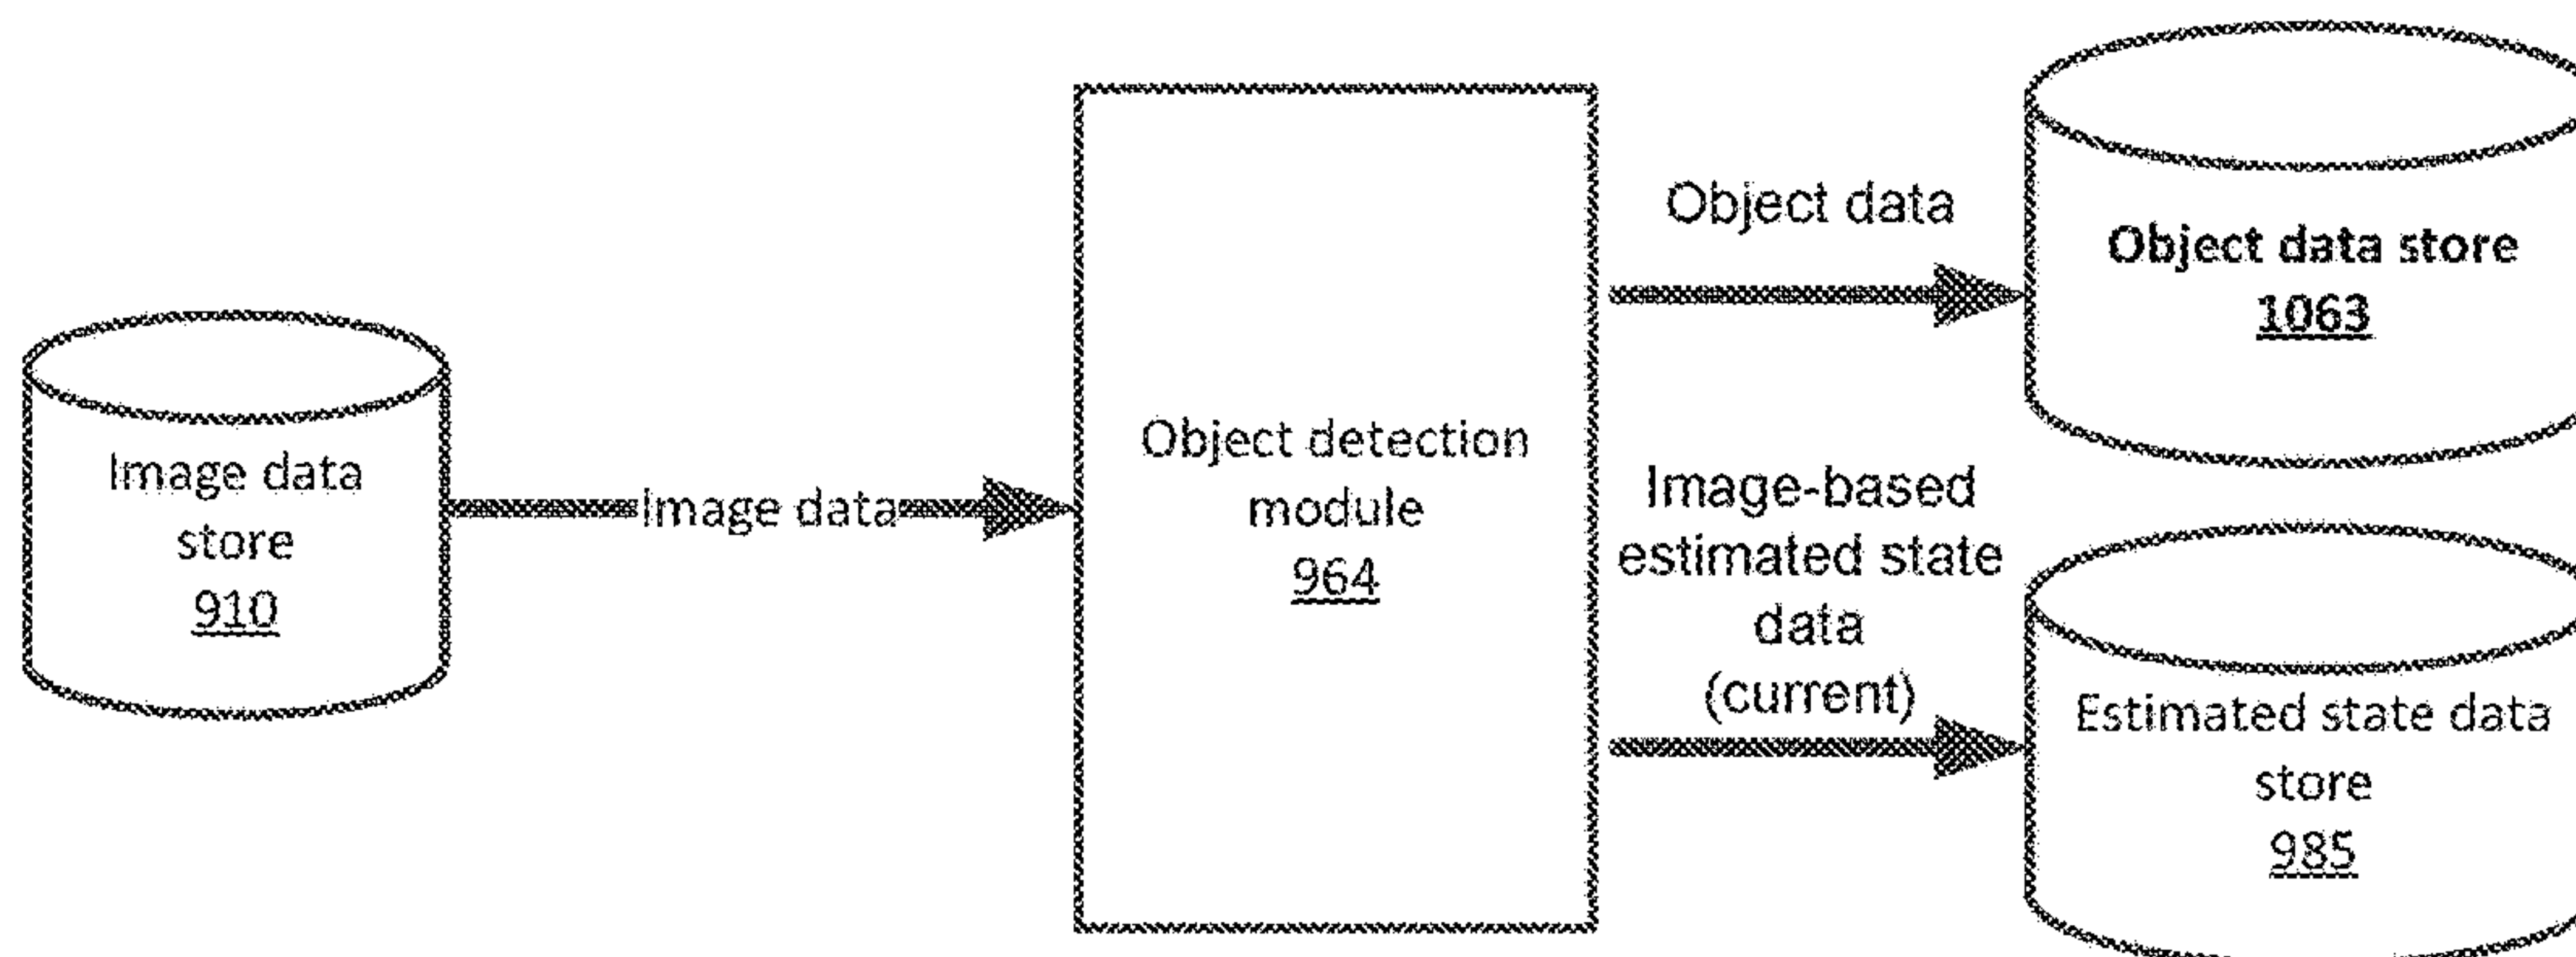 Image data
store
910
Image data
Object detection
module
964
Object data
Object data store
1063
Image-based
estimated state
data
(current)
Estimated state data
store
985